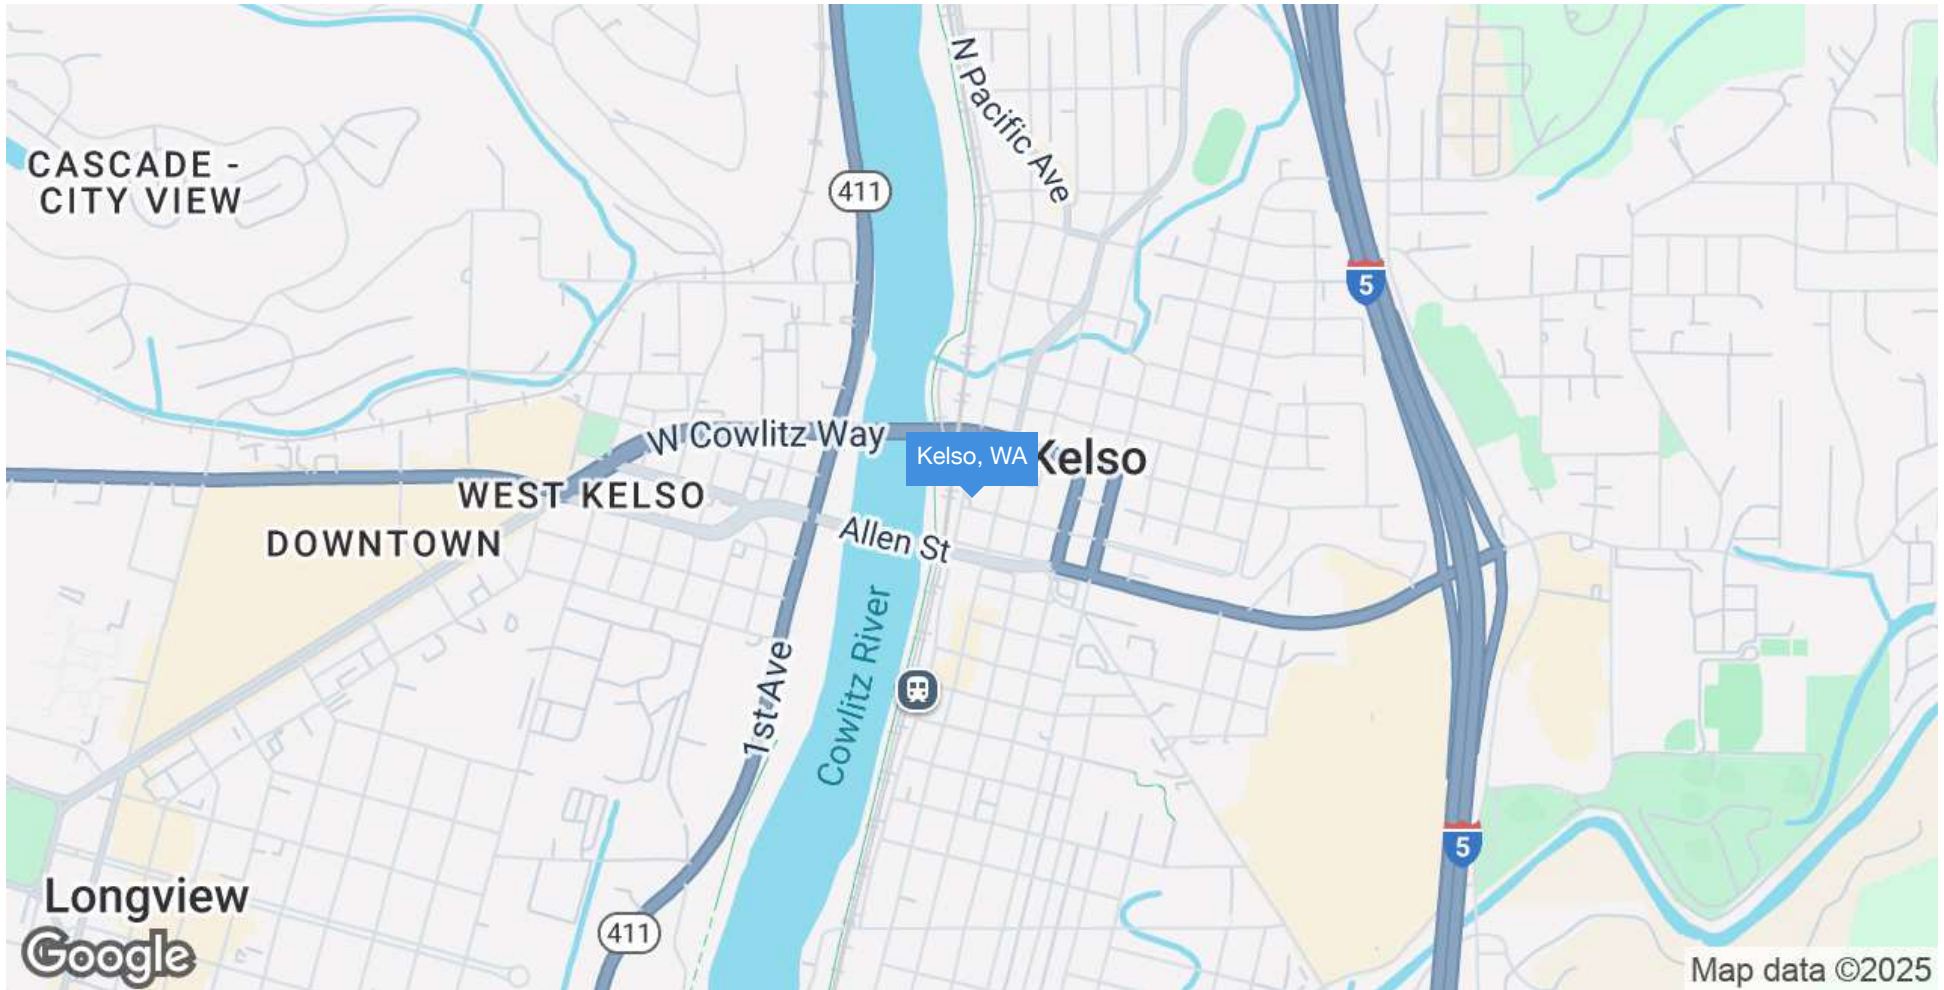 N Pacific Ave
CASCADE -
CITY VIEW
411
5
W Cowlitz Way
Kelso, WA
Kelso
WEST KELSO
DOWNTOWN
Allen St
Cowlitz River
1st Ave
5
Longview
411
Google
Map data ©2025